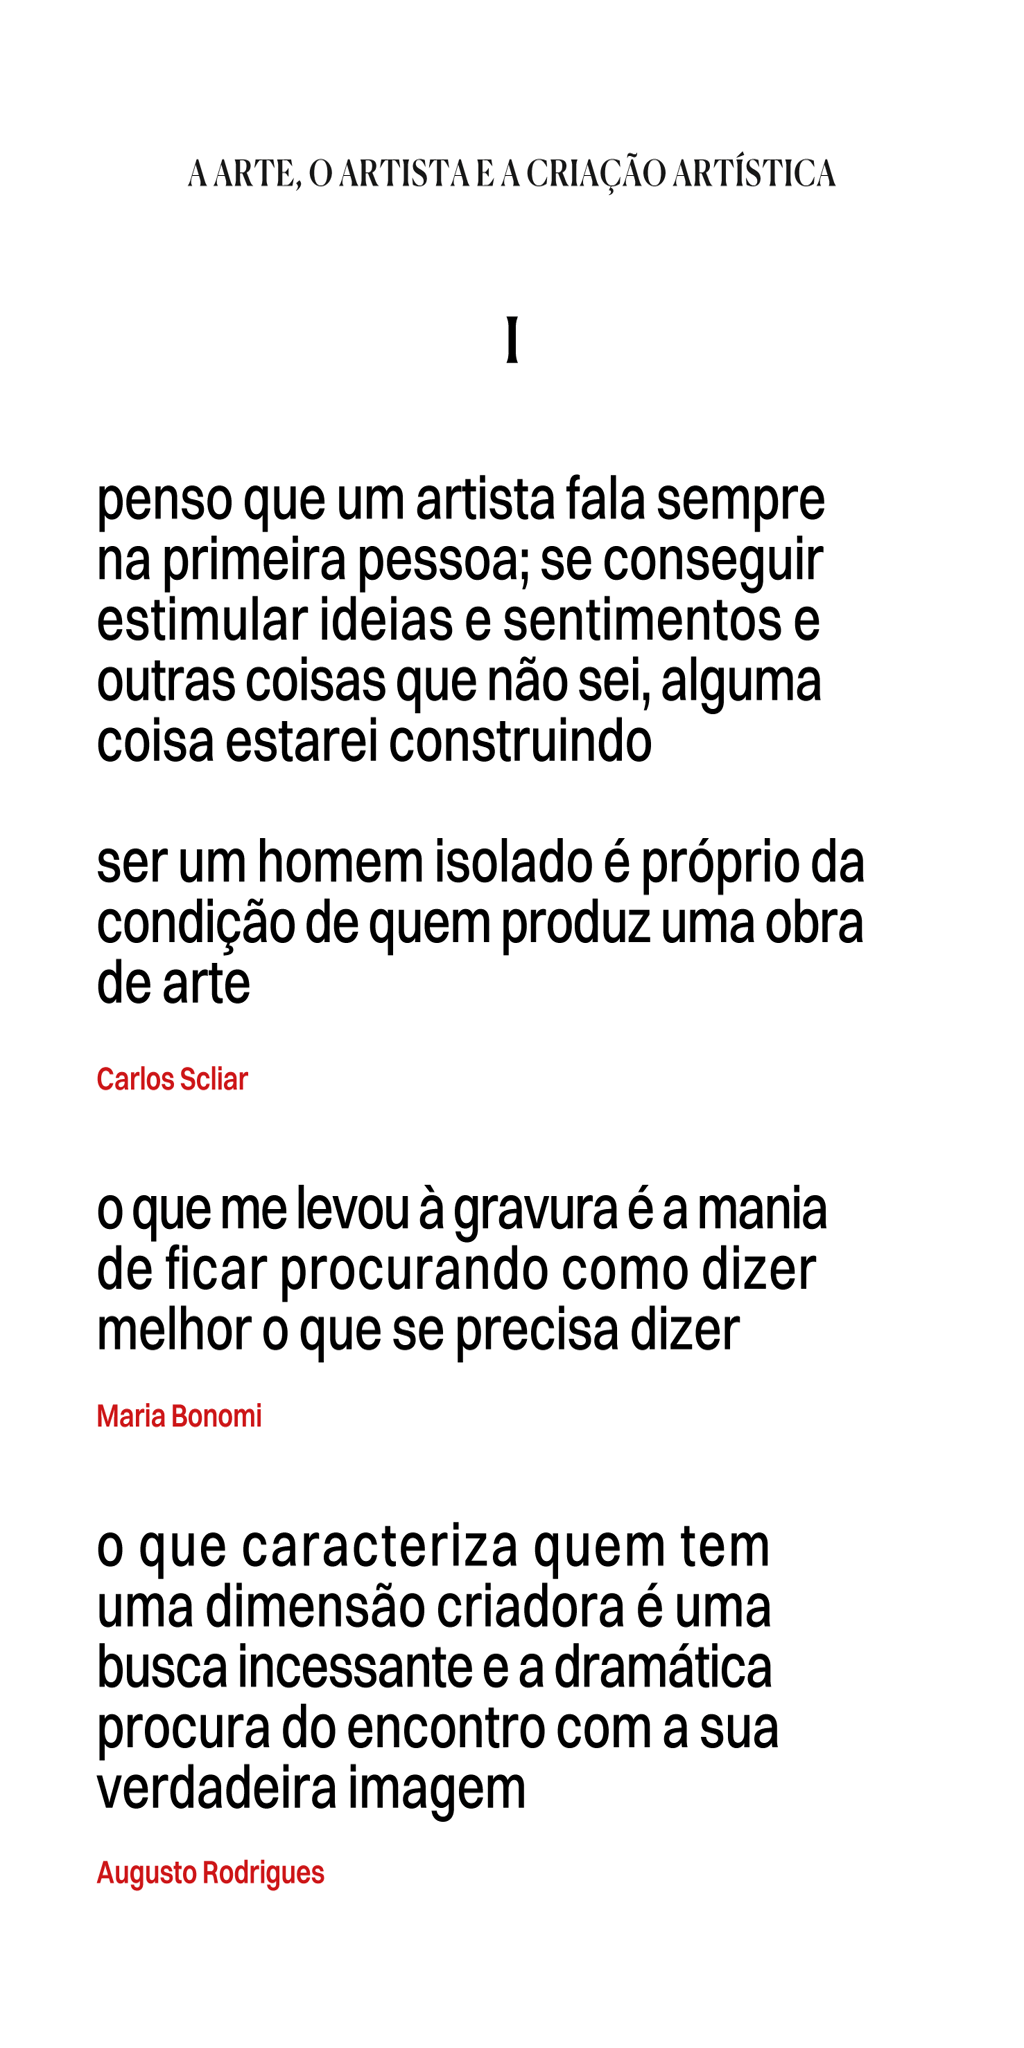 A ARTE, O ARTISTA E A CRIAÇÃO ARTÍSTICA
I
penso que um artista fala sempre
na primeira pessoa; se conseguir
estimular ideias e sentimentos e
outras coisas que não sei, alguma
coisa estarei construindo
ser um homem isolado é próprio da
condição de quem produz uma obra
de arte
Carlos Scliar
o que me levou à gravura é a mania
de ficar procurando como dizer
melhor o que se precisa dizer
Maria Bonomi
o que caracteriza quem tem
uma dimensão criadora é uma
busca incessante e a dramática
procura do encontro com a sua
verdadeira imagem
Augusto Rodrigues